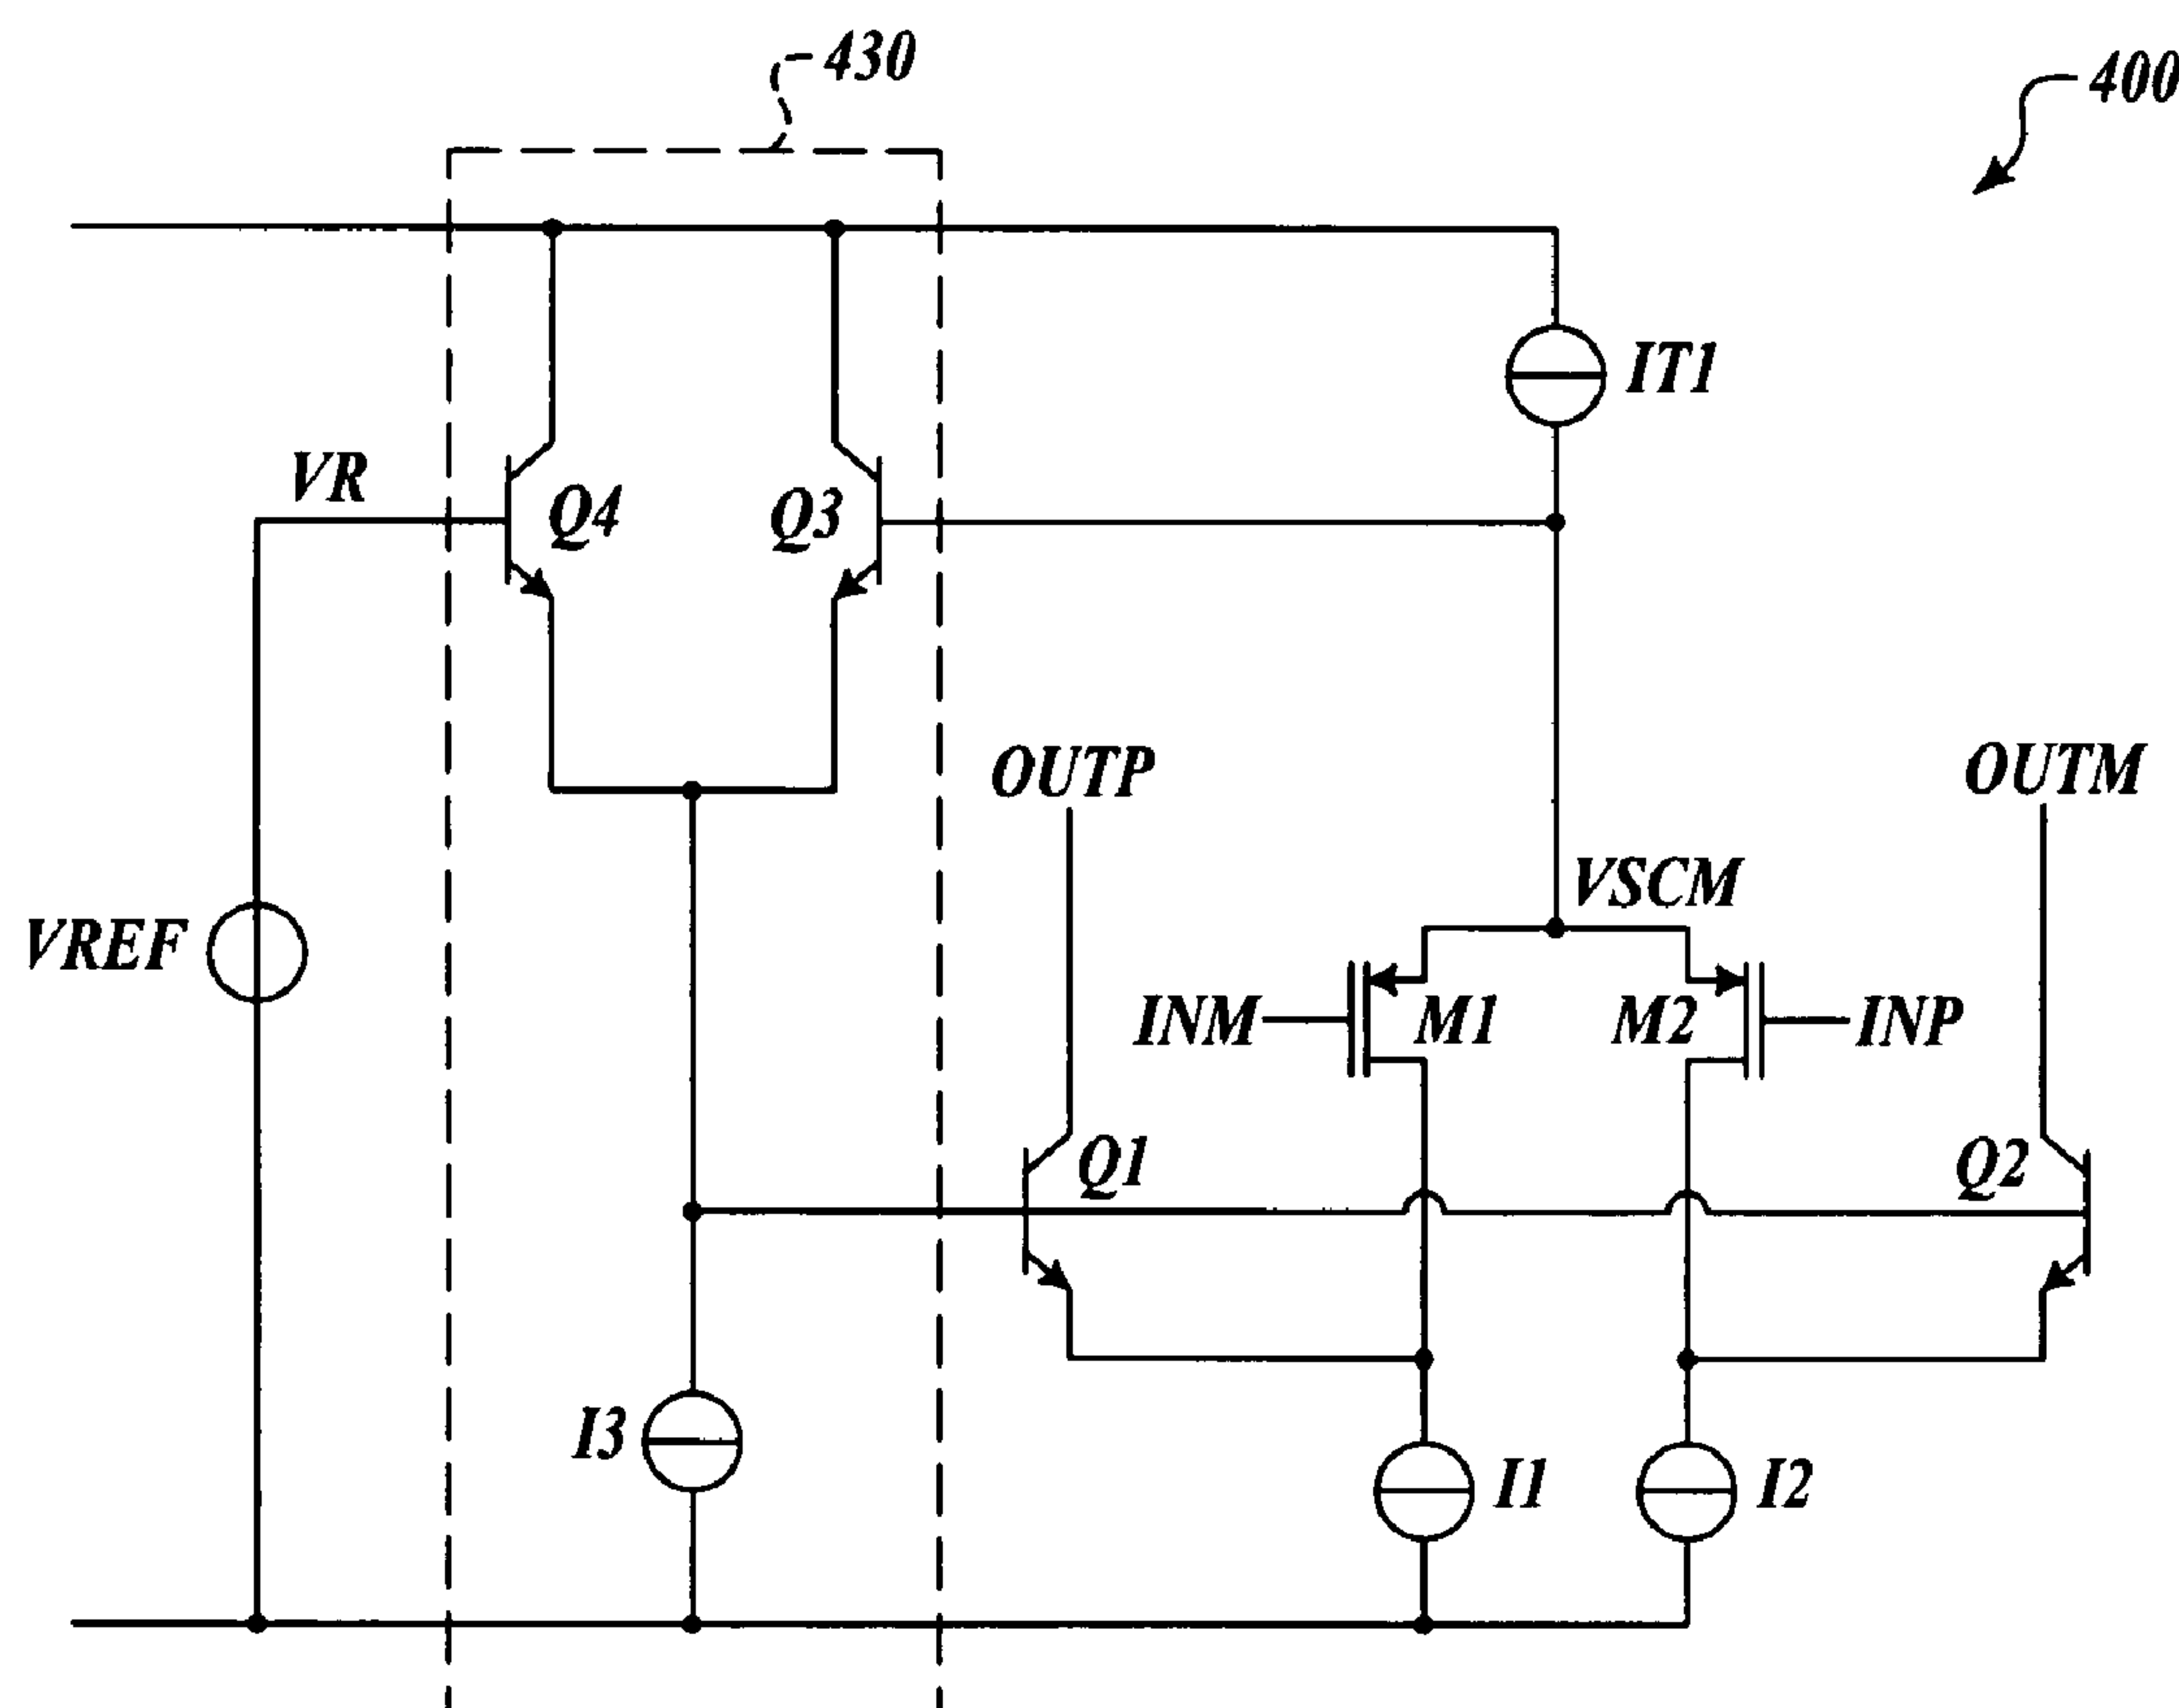 430
400
IT1
VR
Q4
Q3
OUTP
OUTM
VSCM
VREF
INM
M1
M2
INP
Q1
Q2
I3
I1
I2